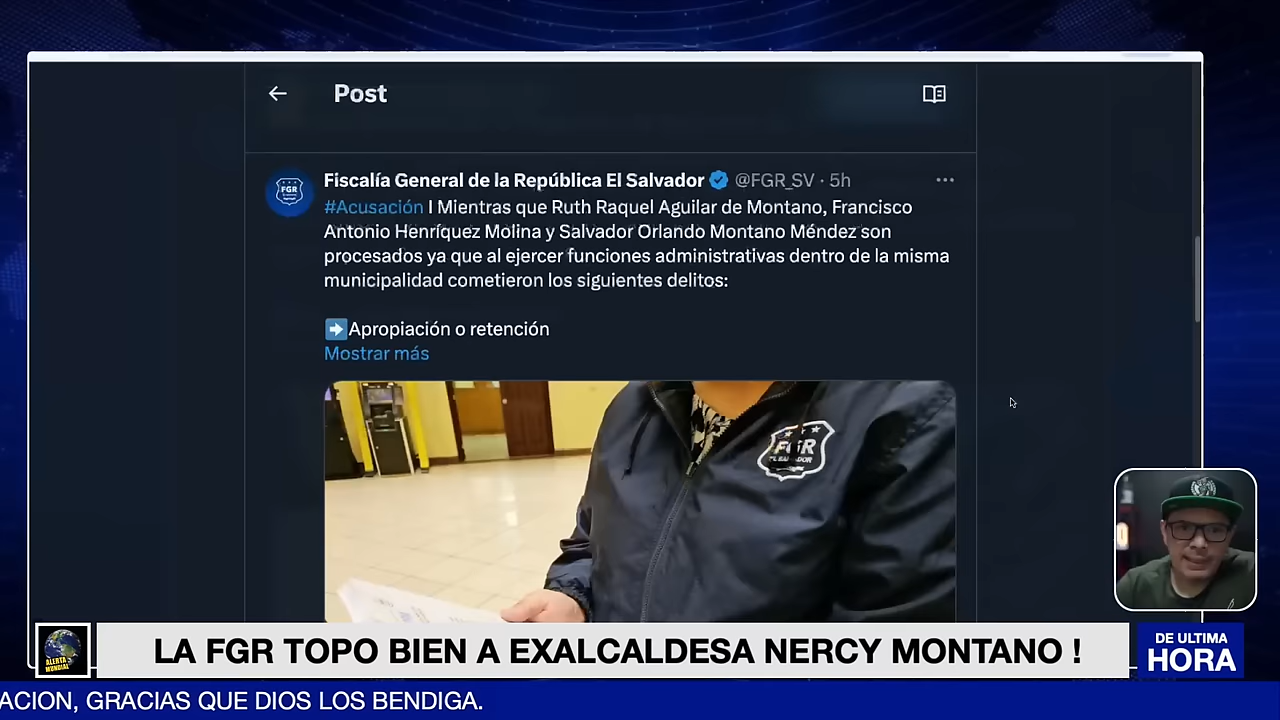 Post
Fiscalía General de la República El Salvador @FGR_SV · 5h
#Acusación I Mientras que Ruth Raquel Aguilar de Montano, Francisco
Antonio Henríquez Molina y Salvador Orlando Montano Méndez son
procesados ya que al ejercer funciones administrativas dentro de la misma
municipalidad cometieron los siguientes delitos:
➡Apropiación o retención
Mostrar más
FGR
FGR
EL SALVADOR
ALERTA
MUNDIAL
LA FGR TOPO BIEN A EXALCALDESA NERCY MONTANO !
DE ULTIMA
HORA
ACION, GRACIAS QUE DIOS LOS BENDIGA.